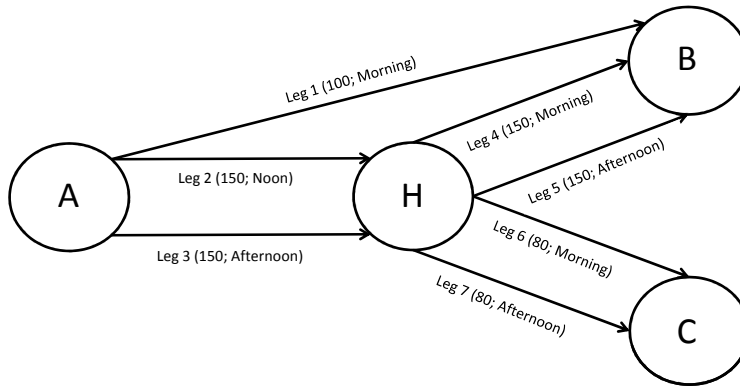 B
Leg 1 (100; Morning)
Leg 4 (150; Morning)
A
Leg 2 (150; Noon)
H
Leg 5 (150; Afternoon)
Leg 3 (150; Afternoon)
Leg 6 (80; Morning)
Leg 7 (80; Afternoon)
C